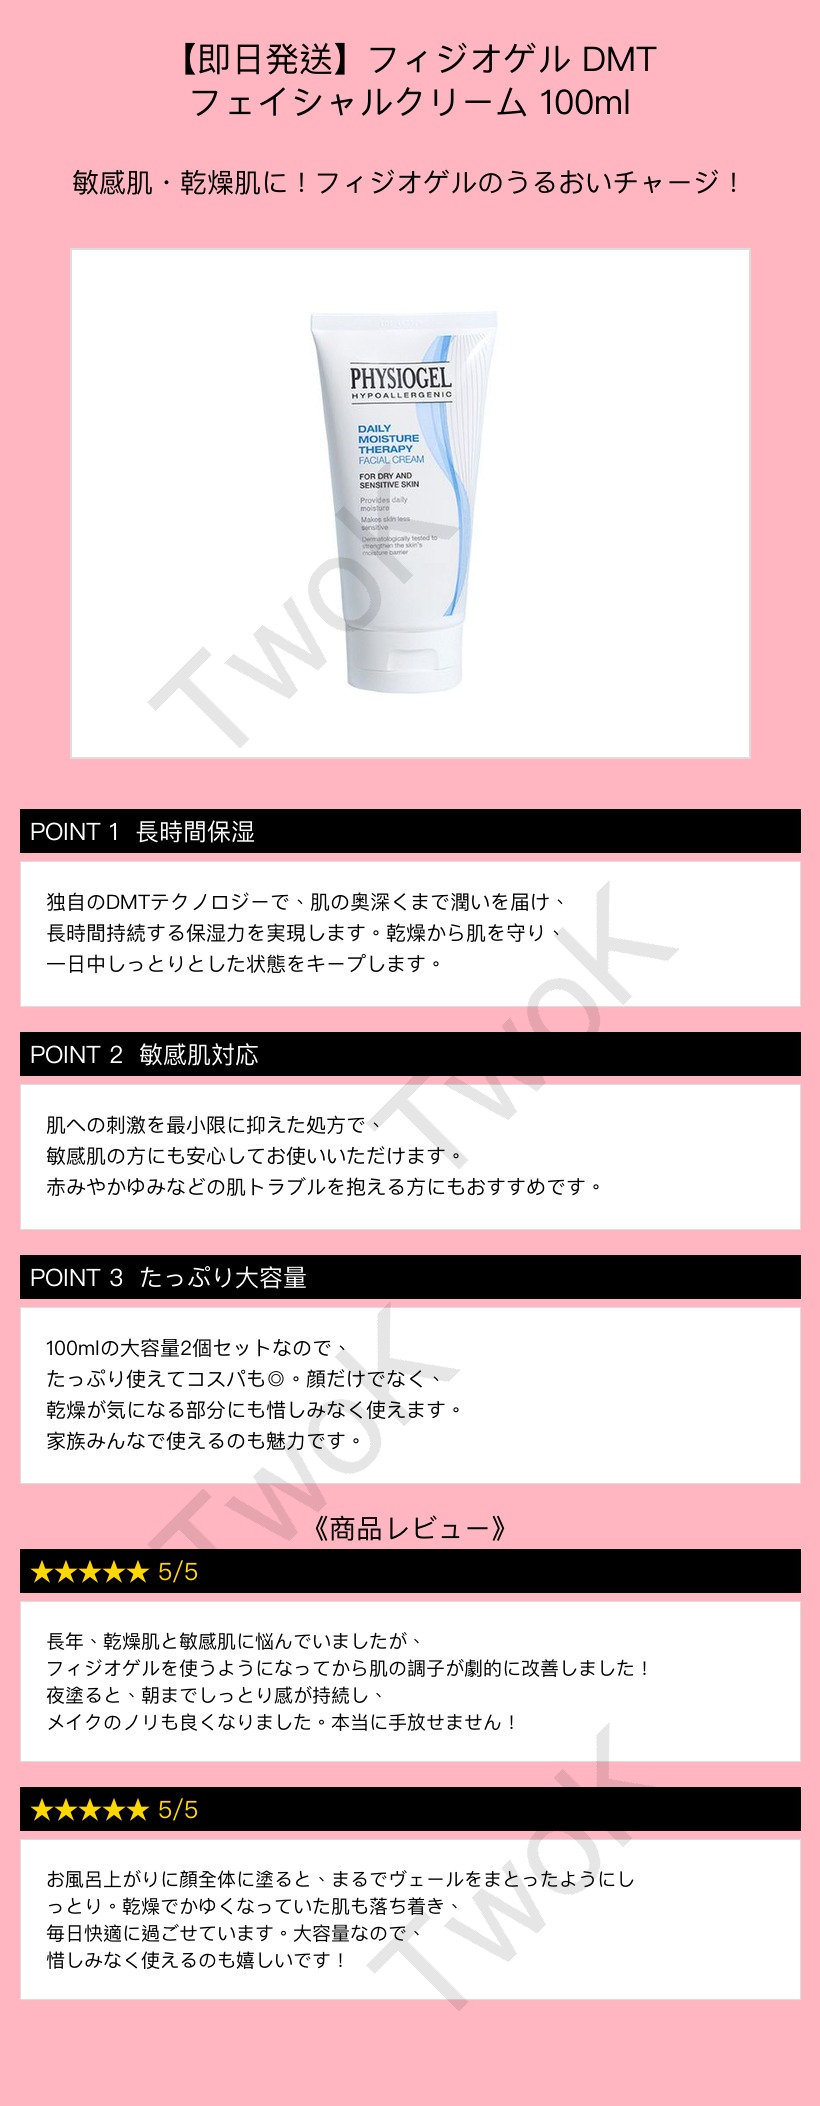 【即日発送】フィジオゲル DMT
フェイシャルクリーム 100ml
敏感肌・乾燥肌に！フィジオゲルのうるおいチャージ！
PHYSIOGEL
HYPOALLERGENIC
DAILY
MOISTURE
THERAPY
FACIAL CREAM
FOR DRY AND
SENSITIVE SKIN
Provides daily
moisture
Makes skin less
sensitive
Dermatologically tested to
strengthen the skin's
moisture barrier
TwoK
POINT 1 長時間保湿
独自のDMTテクノロジーで、肌の奥深くまで潤いを届け、
長時間持続する保湿力を実現します。乾燥から肌を守り、
一日中しっとりとした状態をキープします。
TwoK
POINT 2 敏感肌対応
肌への刺激を最小限に抑えた処方で、
敏感肌の方にも安心してお使いいただけます。
赤みやかゆみなどの肌トラブルを抱える方にもおすすめです。
POINT 3 たっぷり大容量
100mlの大容量2個セットなので、
たっぷり使えてコスパも◎。顔だけでなく、
乾燥が気になる部分にも惜しみなく使えます。
家族みんなで使えるのも魅力です。
TwoK
《商品レビュー》
★★★★★ 5/5
長年、乾燥肌と敏感肌に悩んでいましたが、
フィジオゲルを使うようになってから肌の調子が劇的に改善しました！
夜塗ると、朝までしっとり感が持続し、
メイクのノリも良くなりました。本当に手放せません！
★★★★★ 5/5
お風呂上がりに顔全体に塗ると、まるでヴェールをまとったようにし
っとり。乾燥でかゆくなっていた肌も落ち着き、
毎日快適に過ごせています。大容量なので、
惜しみなく使えるのも嬉しいです！
TwoK